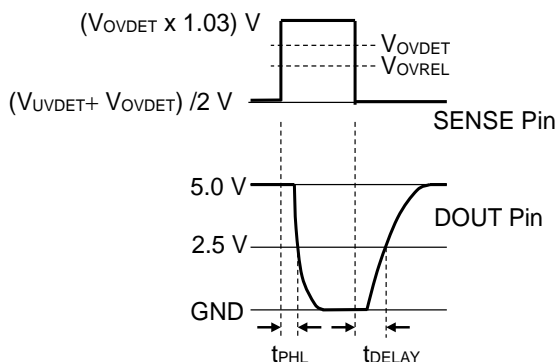 (VOVDET x 1.03) V
VOVDET
VOVREL
(VUVDET+ VOVDET) /2 V
SENSE Pin
5.0 V
DOUT Pin
2.5 V
GND
tPHL
tDELAY